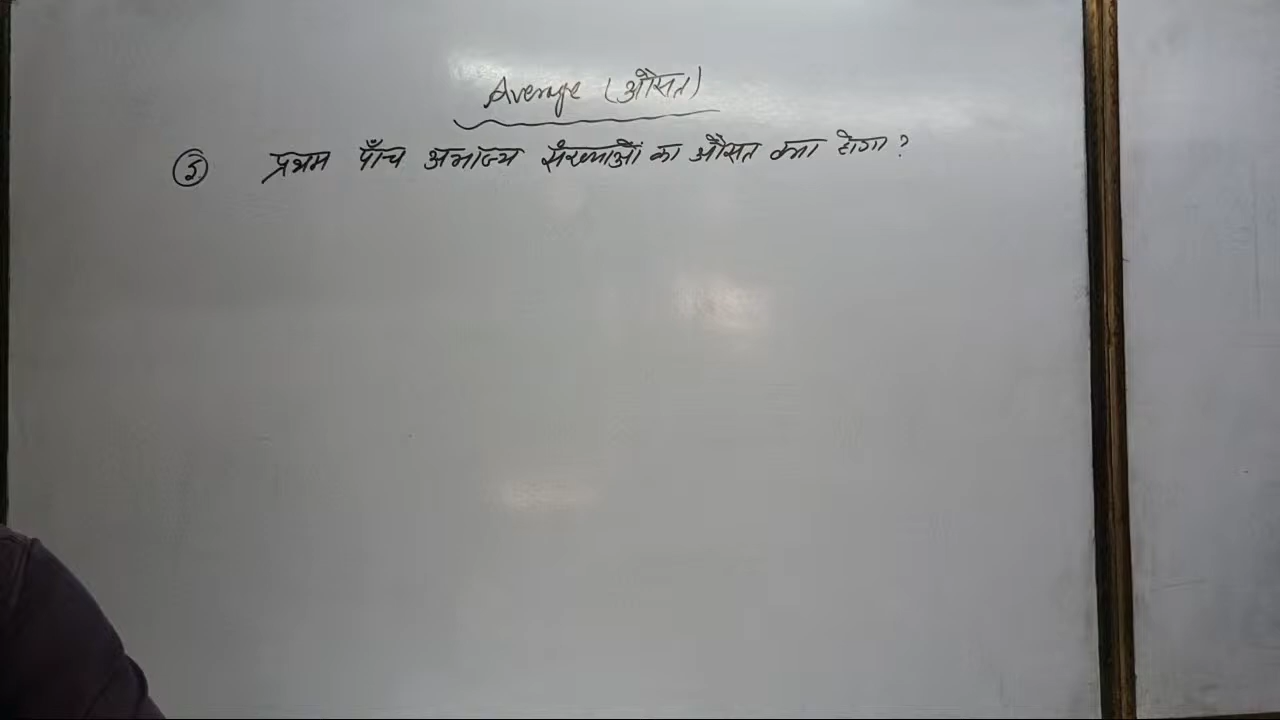 Average (औसत)
⑤ प्रथम पाँच अभाज्य संख्याओं का औसत क्या होगा ?